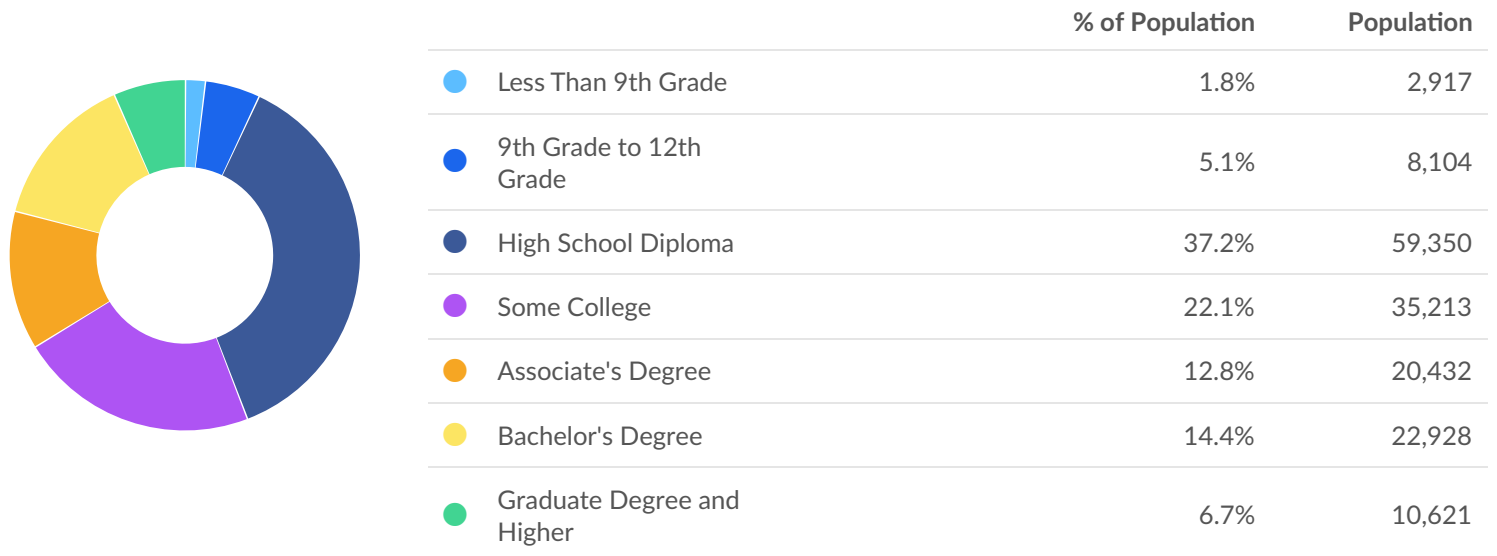 % of Population Population
Less Than 9th Grade 1.8% 2,917
9th Grade to 12th
Grade 5.1% 8,104
High School Diploma 37.2% 59,350
Some College 22.1% 35,213
Associate's Degree 12.8% 20,432
Bachelor's Degree 14.4% 22,928
Graduate Degree and
Higher 6.7% 10,621